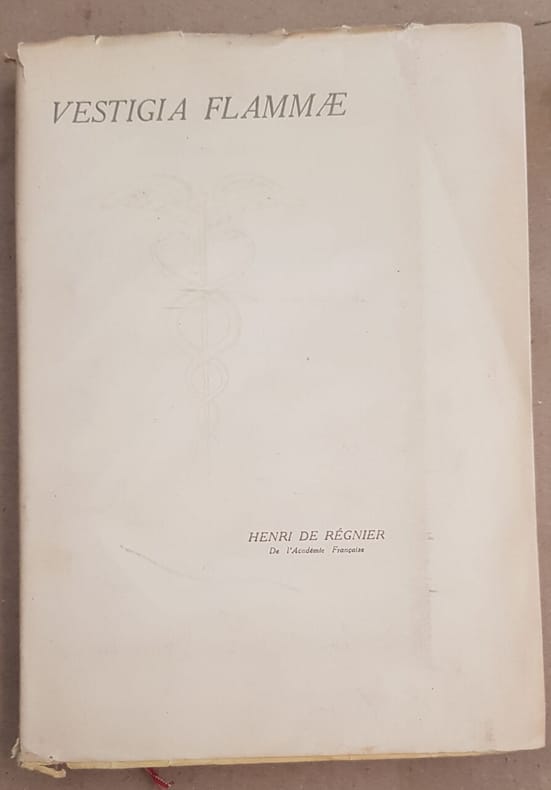 VESTIGIA FLAMMÆ
HENRI DE RÉGNIER
De l'Académie Française